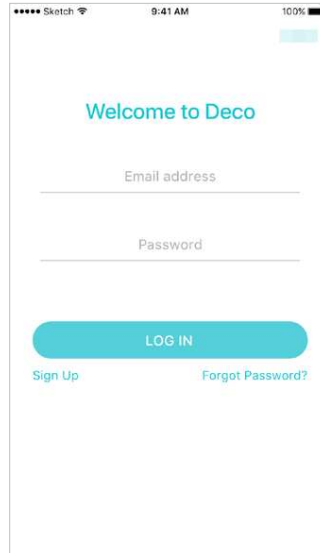 Sketch 9:41 AM 100%
Welcome to Deco
Email address
Password
LOG IN
Sign Up Forgot Password?